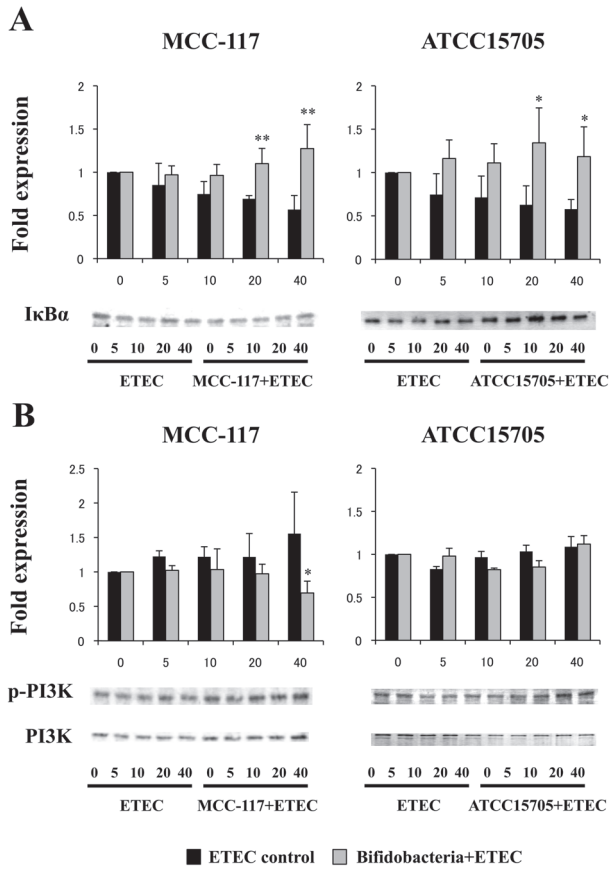 A
MCC-117
ATCC15705
Fold expression
2
1.5
1
0.5
0
**
**
0 5 10 20 40
2
1.5
1
0.5
0
*
*
0 5 10 20 40
IκBα
0 5 10 20 40 0 5 10 20 40
ETEC MCC-117+ETEC
0 5 10 20 40 0 5 10 20 40
ETEC ATCC15705+ETEC
B
MCC-117
ATCC15705
Fold expression
2.5
2
1.5
1
0.5
0
*
0 5 10 20 40
2
1.5
1
0.5
0
0 5 10 20 40
p-PI3K
PI3K
0 5 10 20 40 0 5 10 20 40
ETEC MCC-117+ETEC
0 5 10 20 40 0 5 10 20 40
ETEC ATCC15705+ETEC
ETEC control Bifidobacteria+ETEC